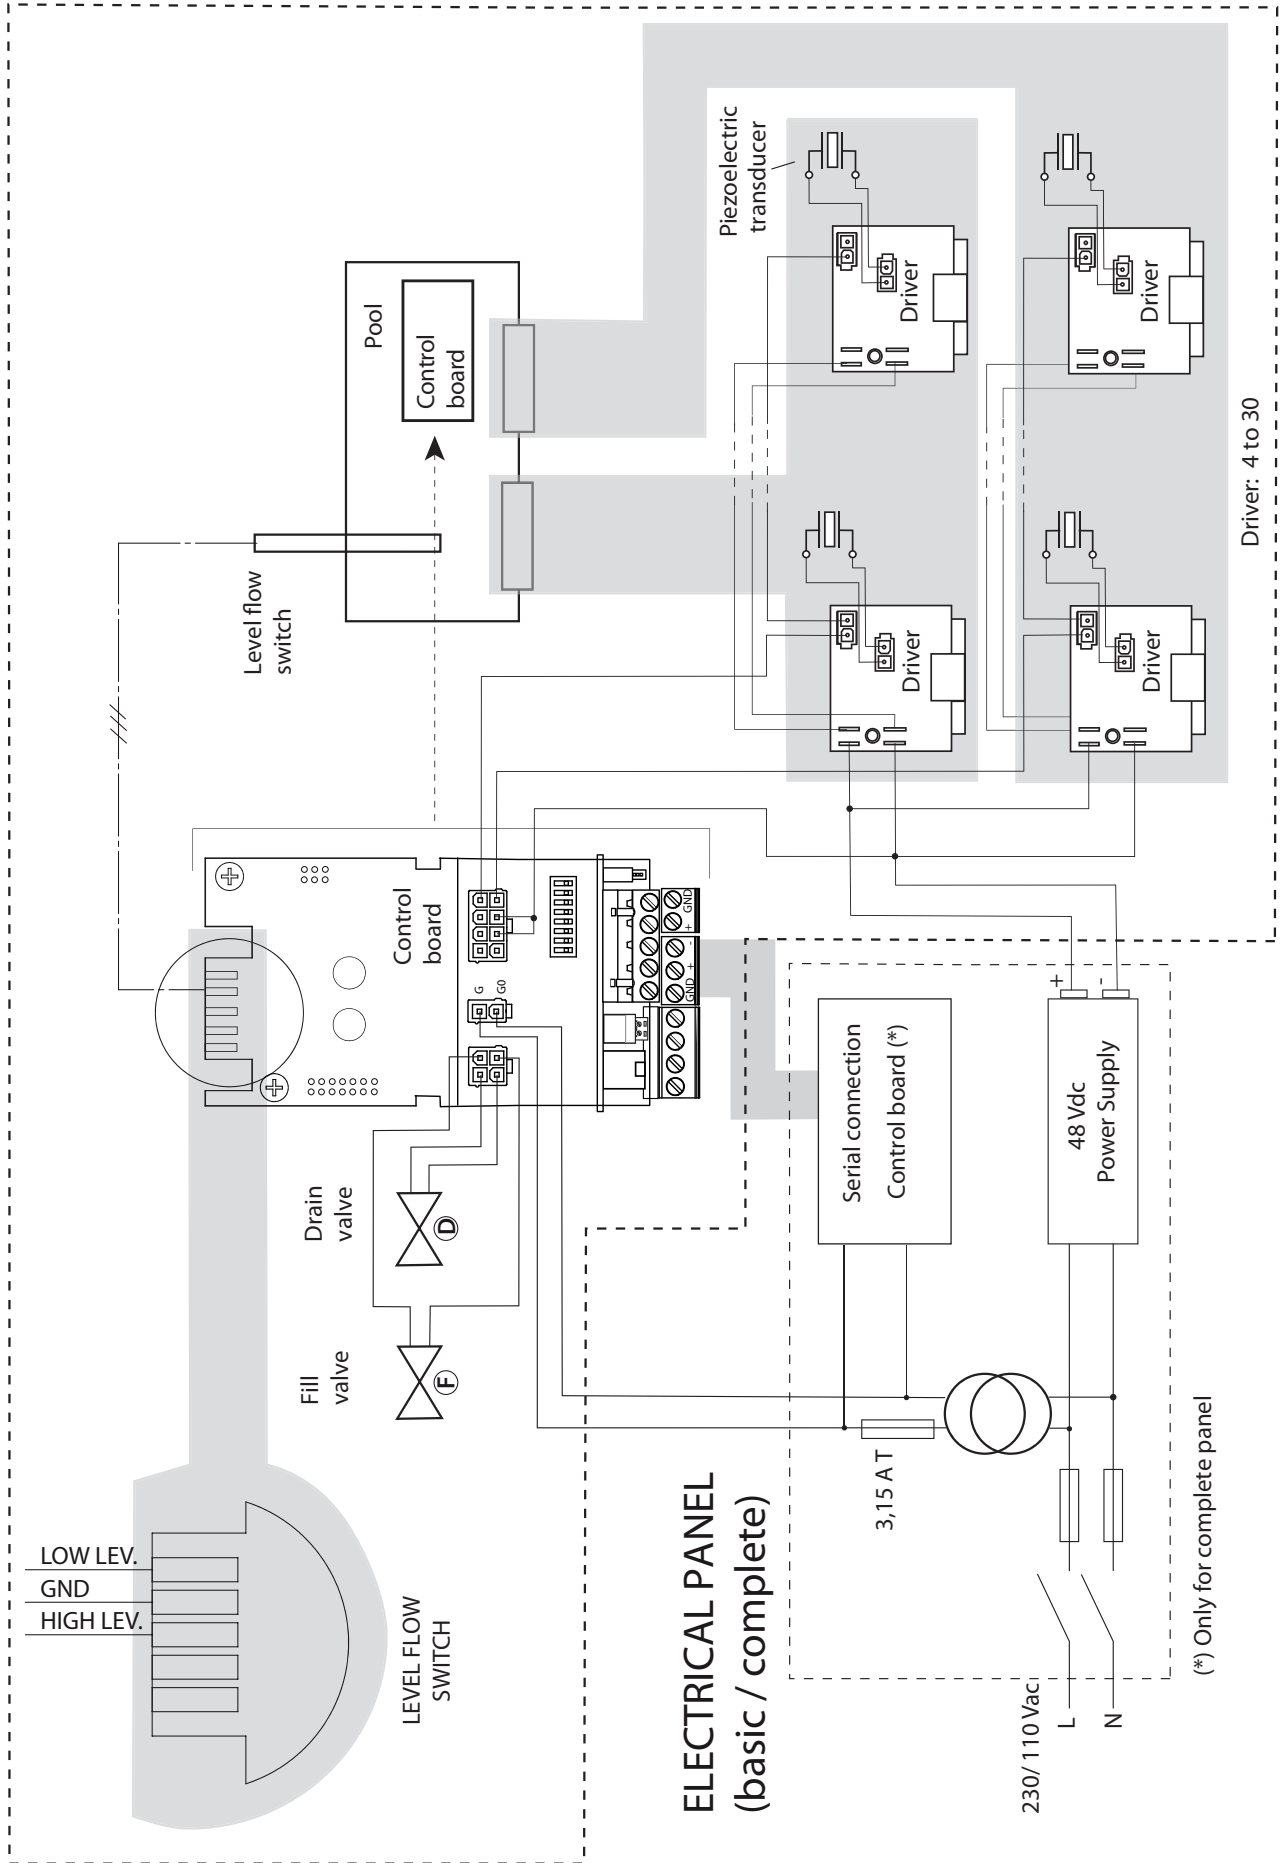 LOW LEV.
GND
HIGH LEV.
LEVEL FLOW
SWITCH
Fill
valve
F
Drain
valve
D
Control
board
G
G0
GND
+
-
+
GND
Level flow
switch
Pool
Control
board
Piezoelectric
transducer
Driver
Driver
Driver
Driver
Driver: 4 to 30
ELECTRICAL PANEL
(basic / complete)
3,15 A T
Serial connection
Control board (*)
48 Vdc
Power Supply
+
-
230/ 110 Vac
L
N
(*) Only for complete panel